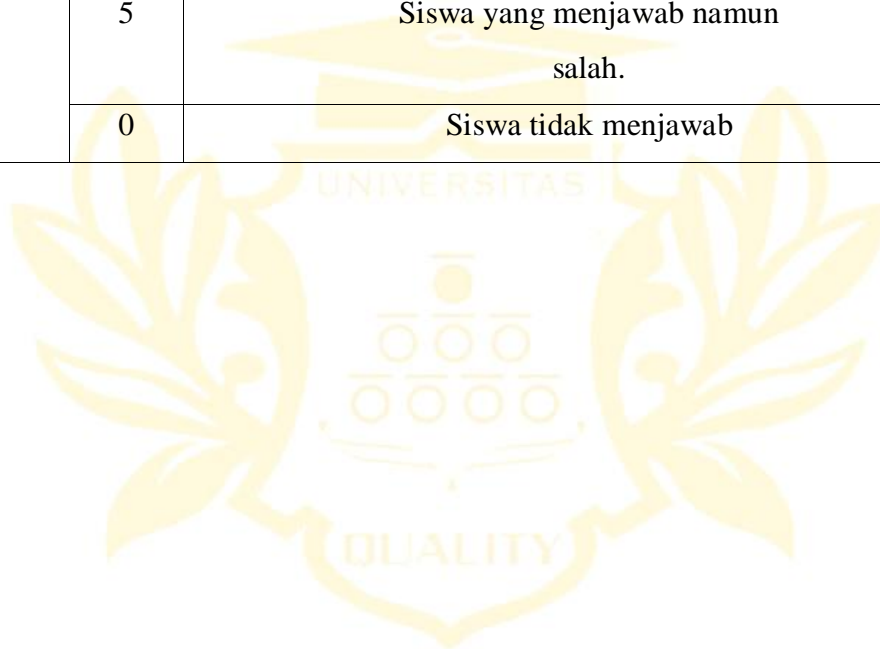 5 Siswa yang menjawab namun
salah.
0 Siswa tidak menjawab
UNIVERSITAS
QUALITY